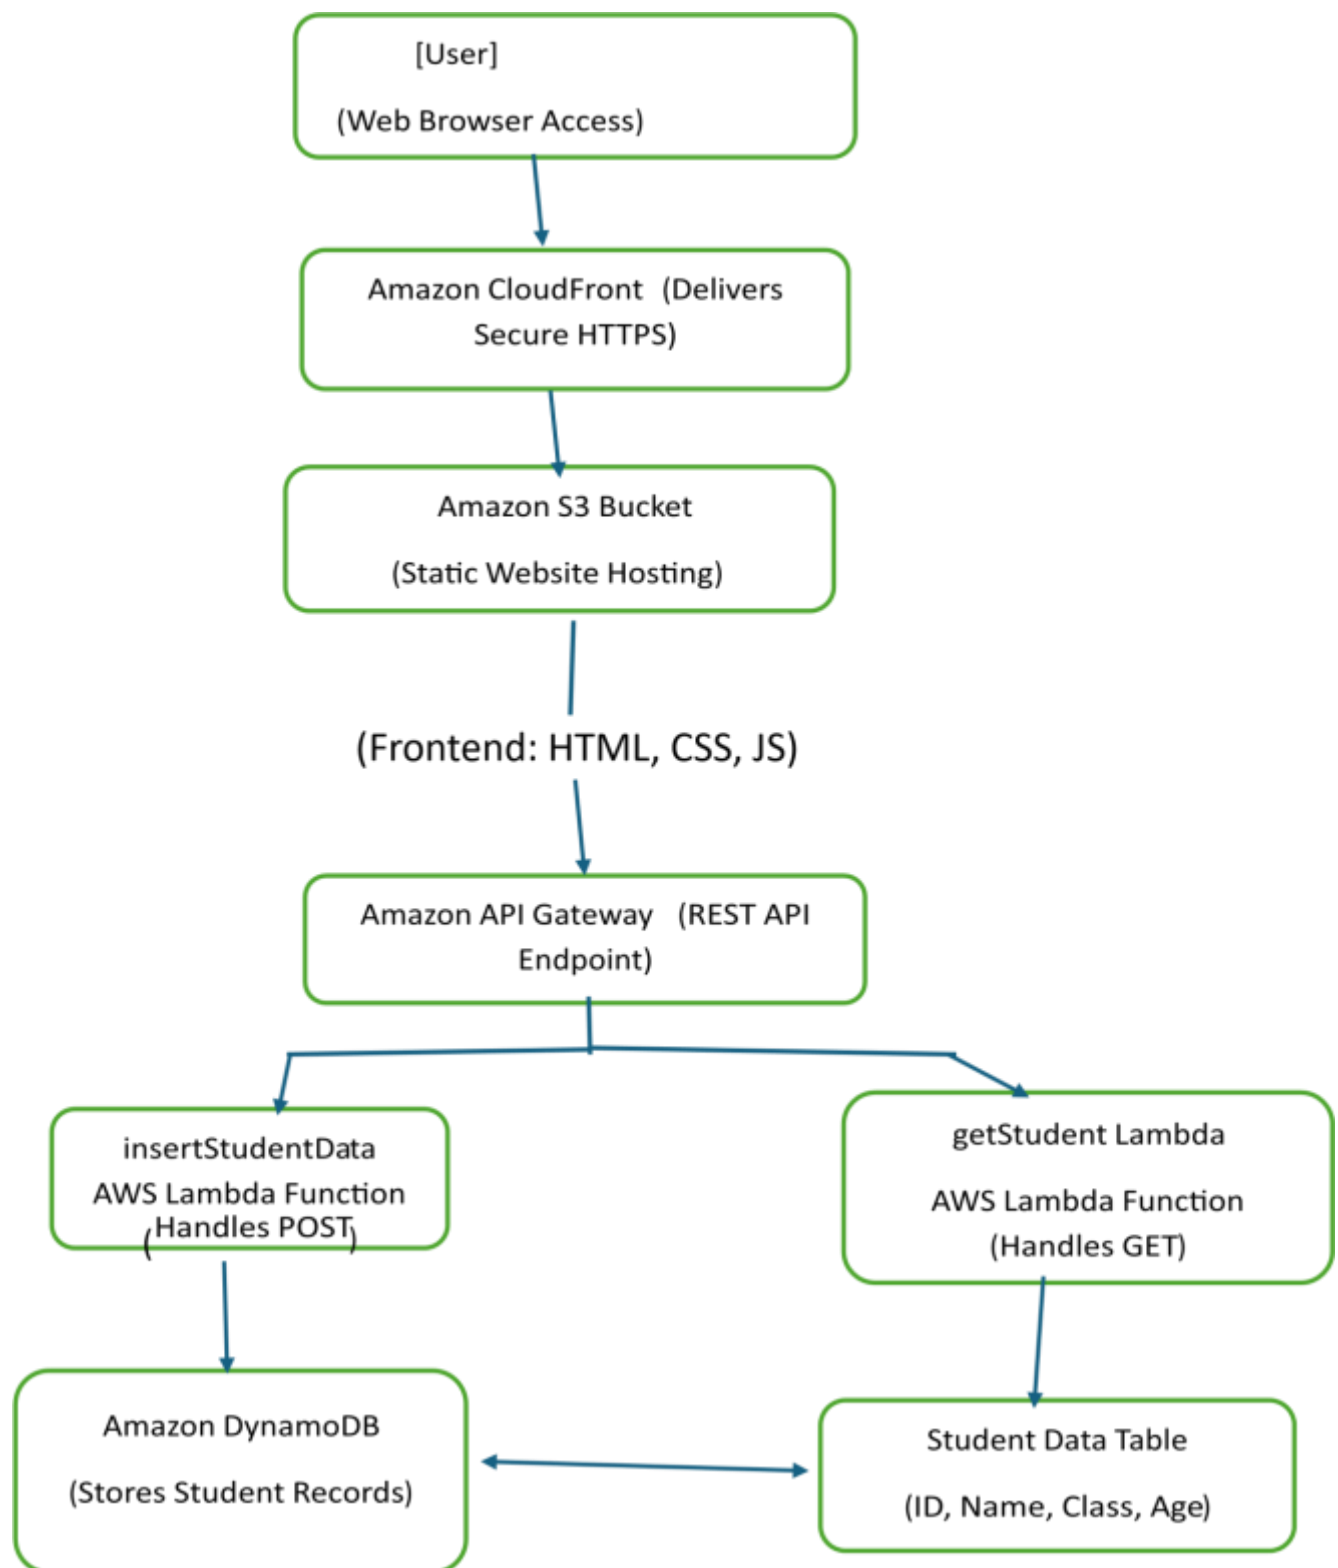 [User]
(Web Browser Access)
Amazon CloudFront (Delivers
Secure HTTPS)
Amazon S3 Bucket
(Static Website Hosting)
(Frontend: HTML, CSS, JS)
Amazon API Gateway (REST API
Endpoint)
insertStudentData
AWS Lambda Function
(Handles POST)
getStudent Lambda
AWS Lambda Function
(Handles GET)
Amazon DynamoDB
(Stores Student Records)
Student Data Table
(ID, Name, Class, Age)